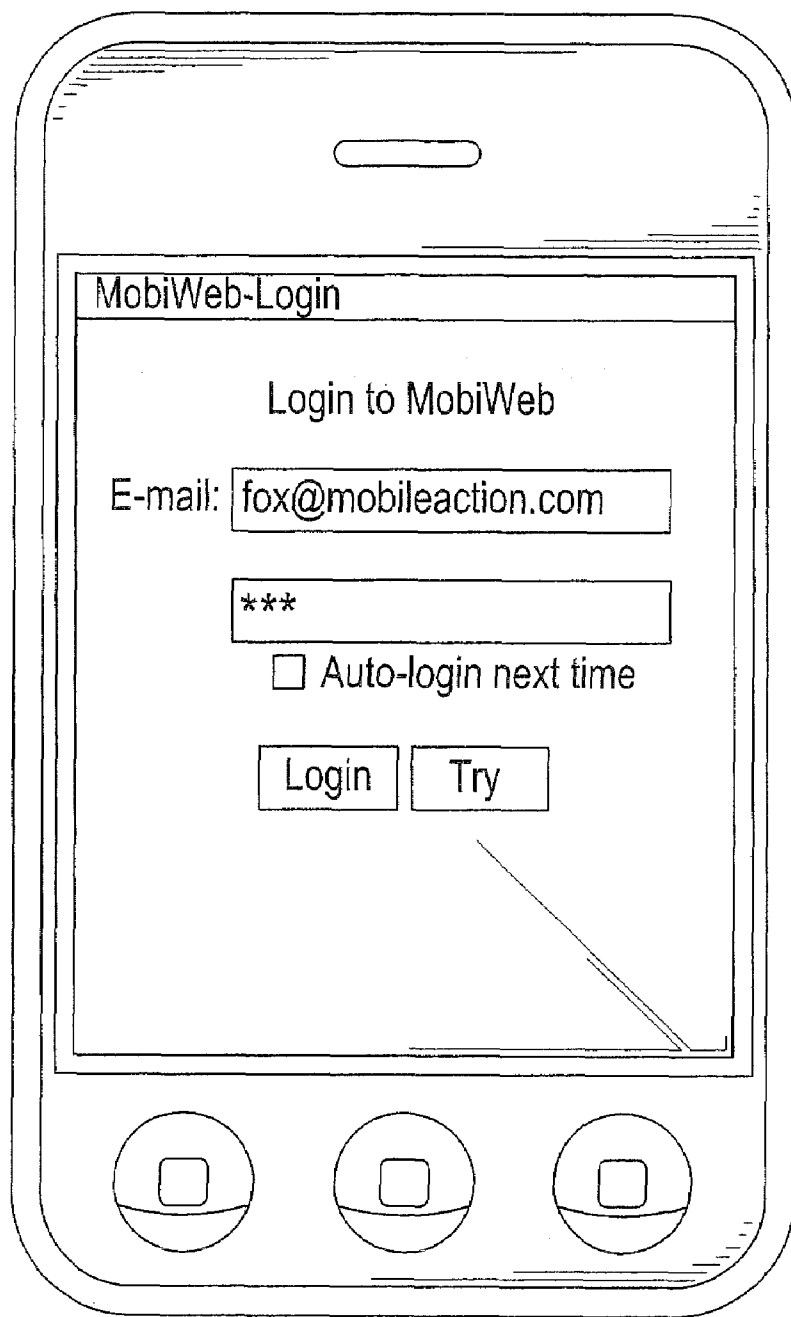 MobiWeb-Login
Login to MobiWeb
E-mail: fox@mobileaction.com
***
Auto-login next time
Login Try